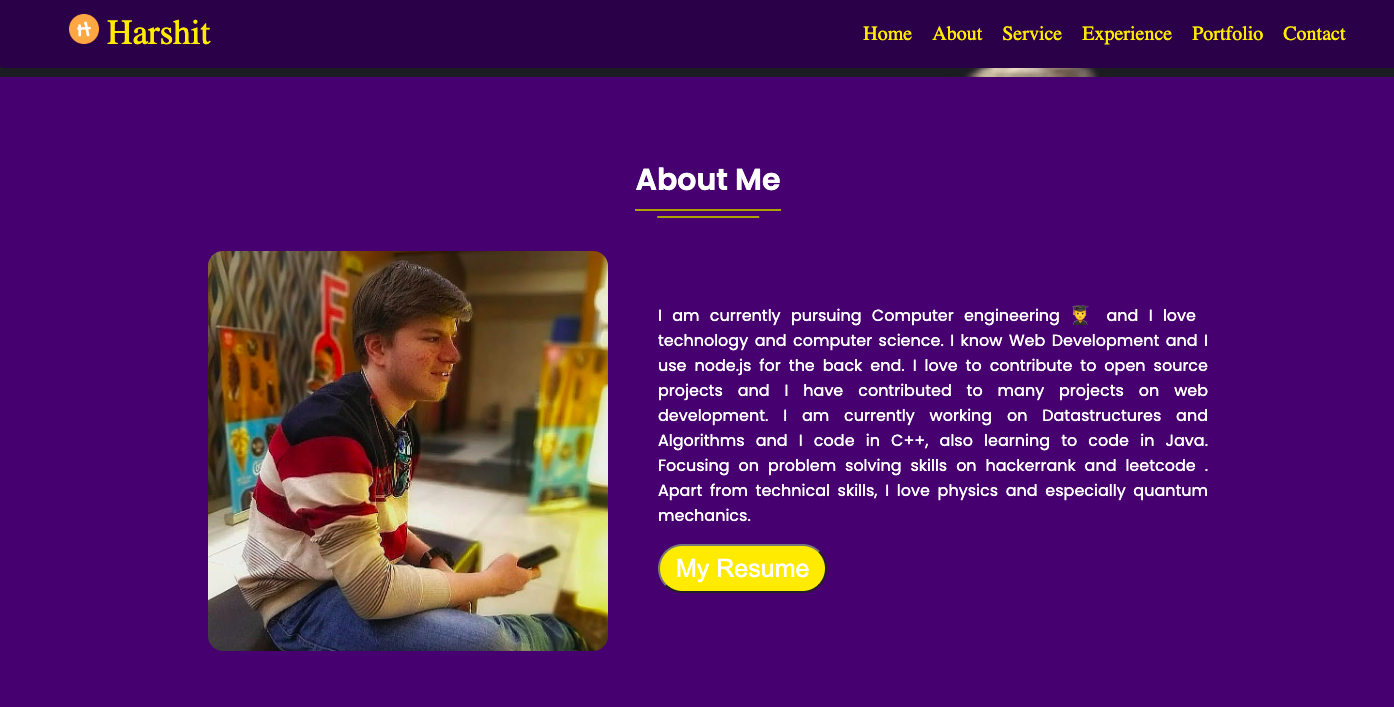 Harshit
Home About Service Experience Portfolio Contact
About Me
I am currently pursuing Computer engineering 👨‍🎓 and I love
technology and computer science. I know Web Development and I
use node.js for the back end. I love to contribute to open source
projects and I have contributed to many projects on web
development. I am currently working on Datastructures and
Algorithms and I code in C++, also learning to code in Java.
Focusing on problem solving skills on hackerrank and leetcode .
Apart from technical skills, I love physics and especially quantum
mechanics.
My Resume